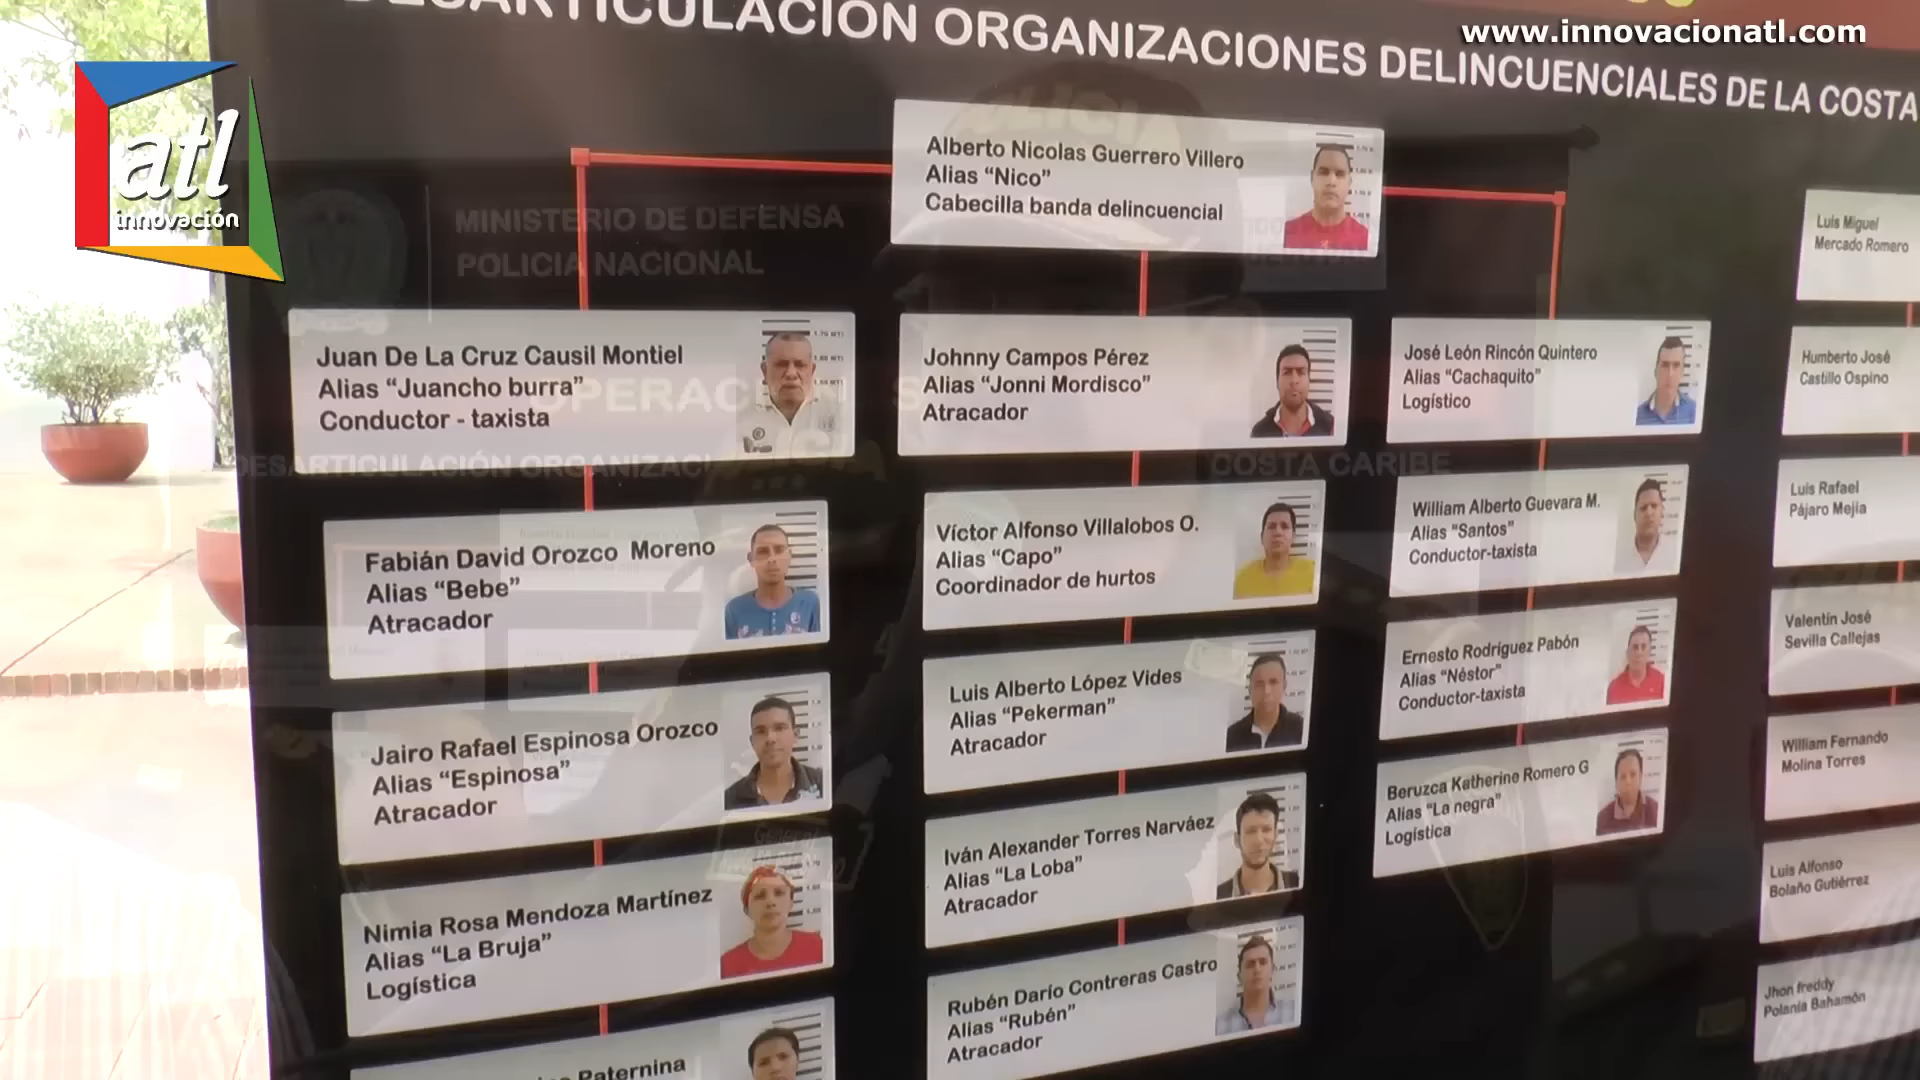 www.innovacionatl.com
DESARTICULACIÓN ORGANIZACIONES DELINCUENCIALES DE LA COSTA
atl
innovación
Alberto Nicolas Guerrero Villero
Alias “Nico”
Cabecilla banda delincuencial
MINISTERIO DE DEFENSA
POLICIA NACIONAL
Juan De La Cruz Causil Montiel
Alias “Juancho burra”
Conductor - taxista
Fabián David Orozco Moreno
Alias “Bebe”
Atracador
Jairo Rafael Espinosa Orozco
Alias “Espinosa”
Atracador
Nimia Rosa Mendoza Martínez
Alias “La Bruja”
Logística
Paternina
Johnny Campos Pérez
Alias “Jonni Mordisco”
Atracador
Víctor Alfonso Villalobos O.
Alias “Capo”
Coordinador de hurtos
Luis Alberto López Vides
Alias “Pekerman”
Atracador
Iván Alexander Torres Narváez
Alias “La Loba”
Atracador
Rubén Darío Contreras Castro
Alias “Rubén”
Atracador
José León Rincón Quintero
Alias “Cachaquito”
Logístico
William Alberto Guevara M.
Alias “Santos”
Conductor-taxista
Ernesto Rodríguez Pabón
Alias “Néstor”
Conductor-taxista
Beruzca Katherine Romero G
Alias “La negra”
Logística
Luis Miguel
Mercado Romero
Humberto José
Castillo Ospino
Luis Rafael
Pájaro Mejia
Valentín José
Sevilla Callejas
William Fernando
Molina Torres
Luis Alfonso
Bolaño Gutiérrez
Jhon freddy
Polania Bahamón
DESARTICULACIÓN ORGANIZACI
COSTA CARIBE